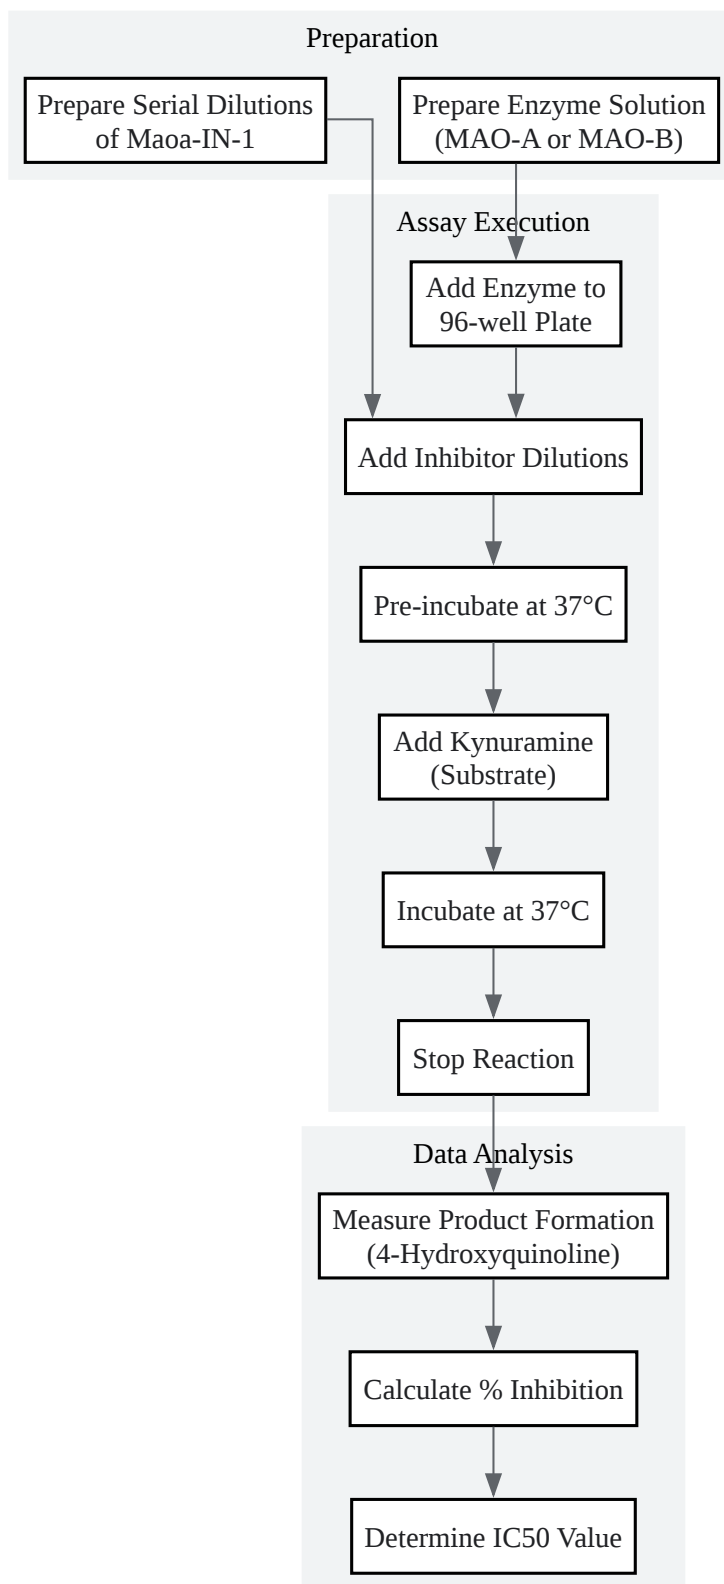 Preparation
Prepare Serial Dilutions
of Maoa-IN-1
Prepare Enzyme Solution
(MAO-A or MAO-B)
Assay Execution
Add Enzyme to
96-well Plate
Add Inhibitor Dilutions
Pre-incubate at 37°C
Add Kynuramine
(Substrate)
Incubate at 37°C
Stop Reaction
Data Analysis
Measure Product Formation
(4-Hydroxyquinoline)
Calculate % Inhibition
Determine IC50 Value